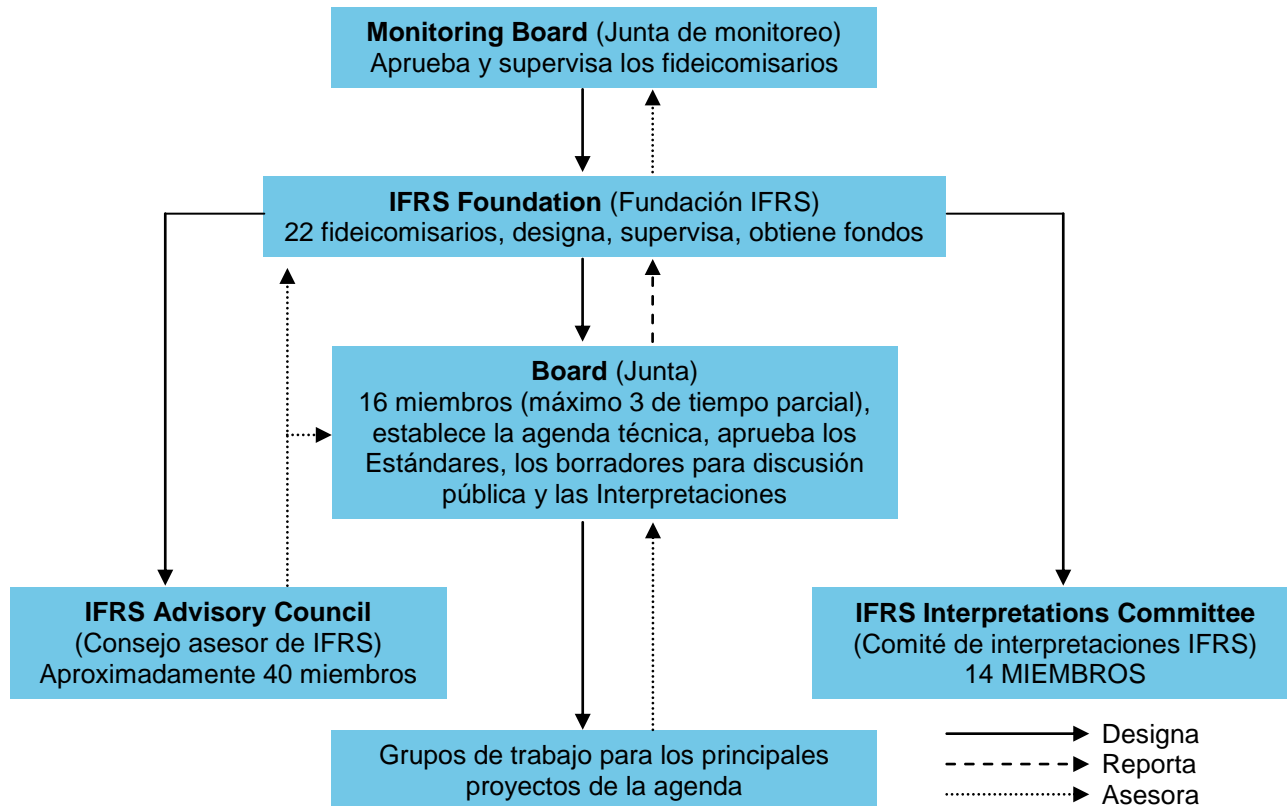 Monitoring Board (Junta de monitoreo)
Aprueba y supervisa los fideicomisarios
IFRS Foundation (Fundación IFRS)
22 fideicomisarios, designa, supervisa, obtiene fondos
Board (Junta)
16 miembros (máximo 3 de tiempo parcial),
establece la agenda técnica, aprueba los
Estándares, los borradores para discusión
pública y las Interpretaciones
IFRS Advisory Council
(Consejo asesor de IFRS)
Aproximadamente 40 miembros
IFRS Interpretations Committee
(Comité de interpretaciones IFRS)
14 MIEMBROS
Grupos de trabajo para los principales
proyectos de la agenda
Designa
Reporta
Asesora